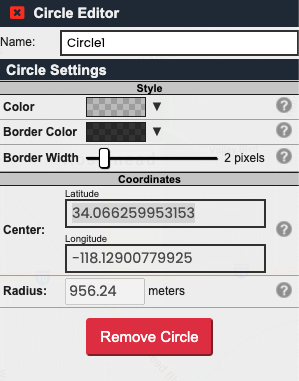 Circle Editor
Name: Circle1
Circle Settings
Style
Color
Border Color
Border Width 2 pixels
Coordinates
Latitude
34.066259953153
Center:
Longitude
-118.12900779925
Radius: 956.24 meters
Remove Circle